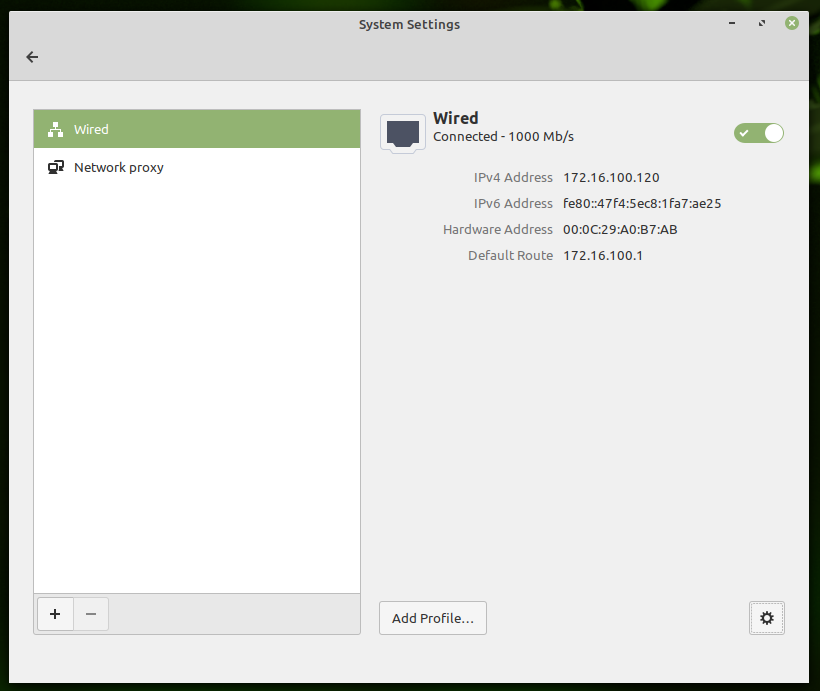 System Settings
Wired
Network proxy
Wired
Connected - 1000 Mb/s
IPv4 Address 172.16.100.120
IPv6 Address fe80::47f4:5ec8:1fa7:ae25
Hardware Address 00:0C:29:A0:B7:AB
Default Route 172.16.100.1
Add Profile...